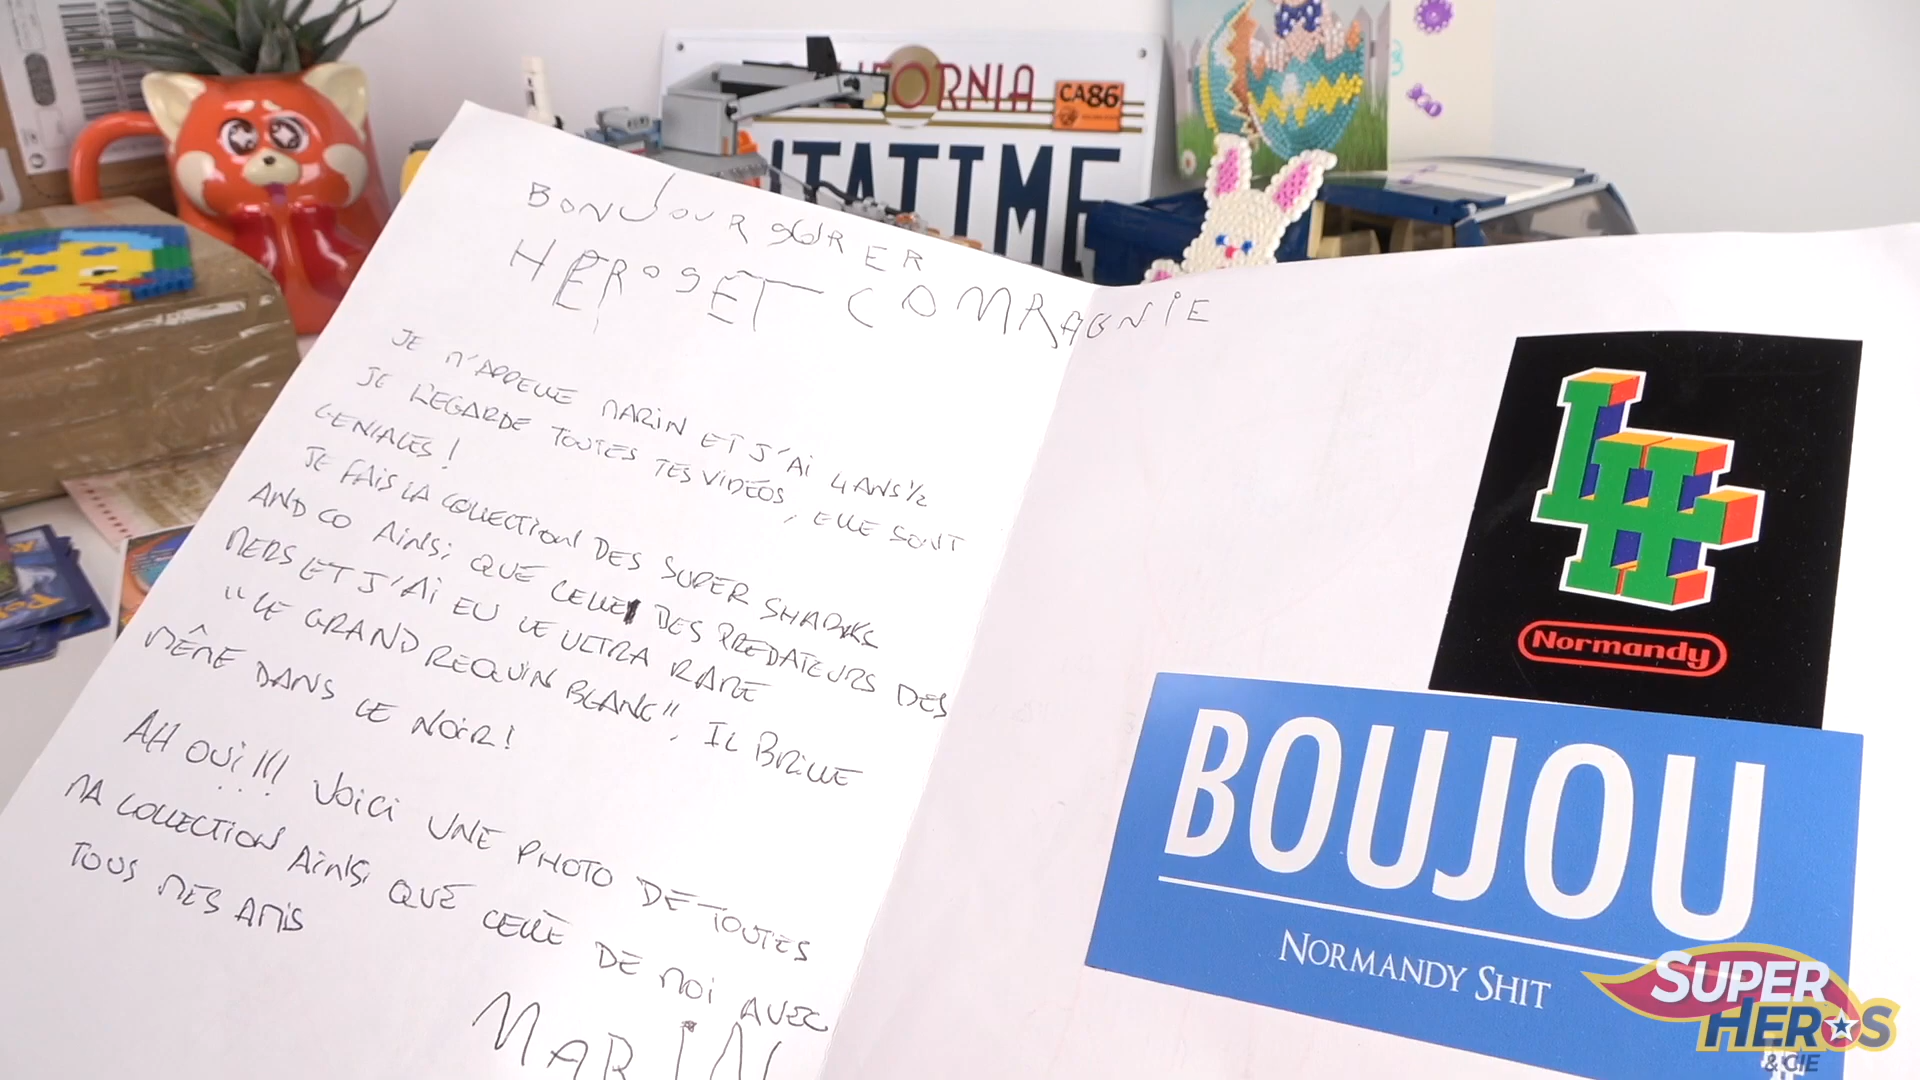 CALIFORNIA
CA86
ITATIME
BONJOUR SUPER
HEROS ET COMPAGNIE
JE M'APPELLE MARIN ET J'AI 4 ANS 1/2
JE REGARDE TOUTES TES VIDÉOS, ELLE SONT
GENIALES !
JE FAIS LA COLLECTION DES SUPER SHARKS
AND CO AINSI QUE CELLE DES PREDATEURS DES
MERS ET J'AI EU LE ULTRA RARE
"LE GRAND REQUIN BLANC", IL BRILLE
MÊME DANS LE NOIR !
AH OUI !!! VOICI UNE PHOTO DE TOUTES
MA COLLECTION AINSI QUE CELLE DE MOI AVEC
TOUS MES AMIS
MARIN
Normandy
BOUJOU
NORMANDY SHIT
SUPER
HEROS
& CIE